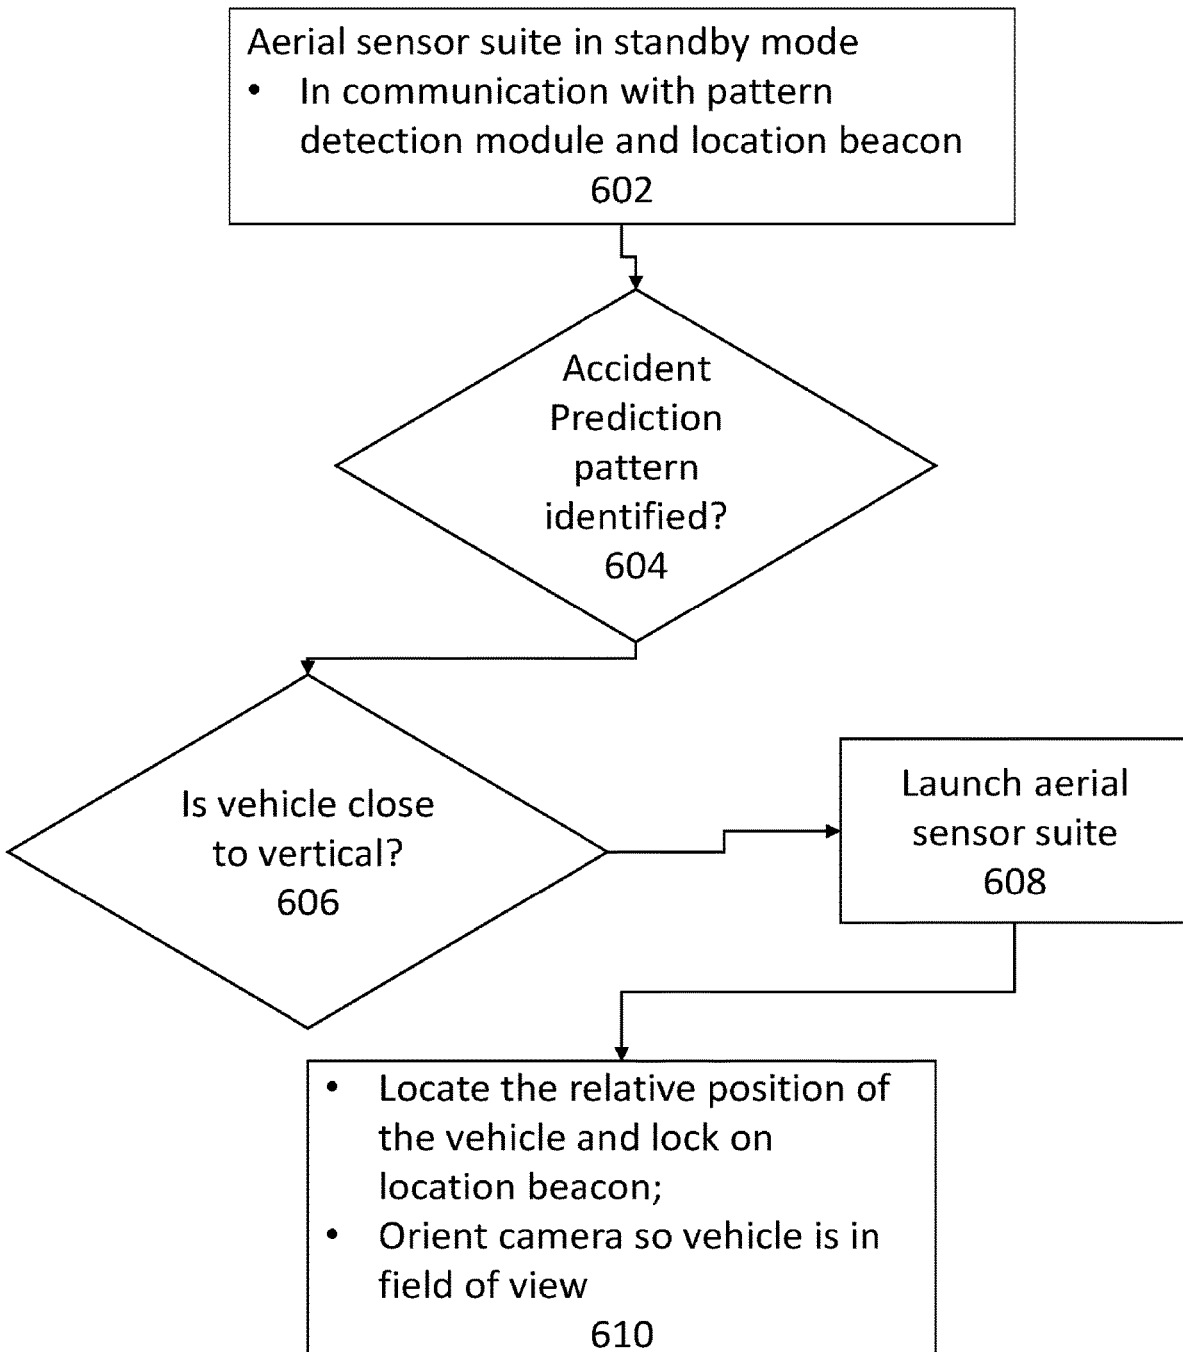 Aerial sensor suite in standby mode
• In communication with pattern
detection module and location beacon
602
Accident
Prediction
pattern
identified?
604
Is vehicle close
to vertical?
606
Launch aerial
sensor suite
608
• Locate the relative position of
the vehicle and lock on
location beacon;
• Orient camera so vehicle is in
field of view
610